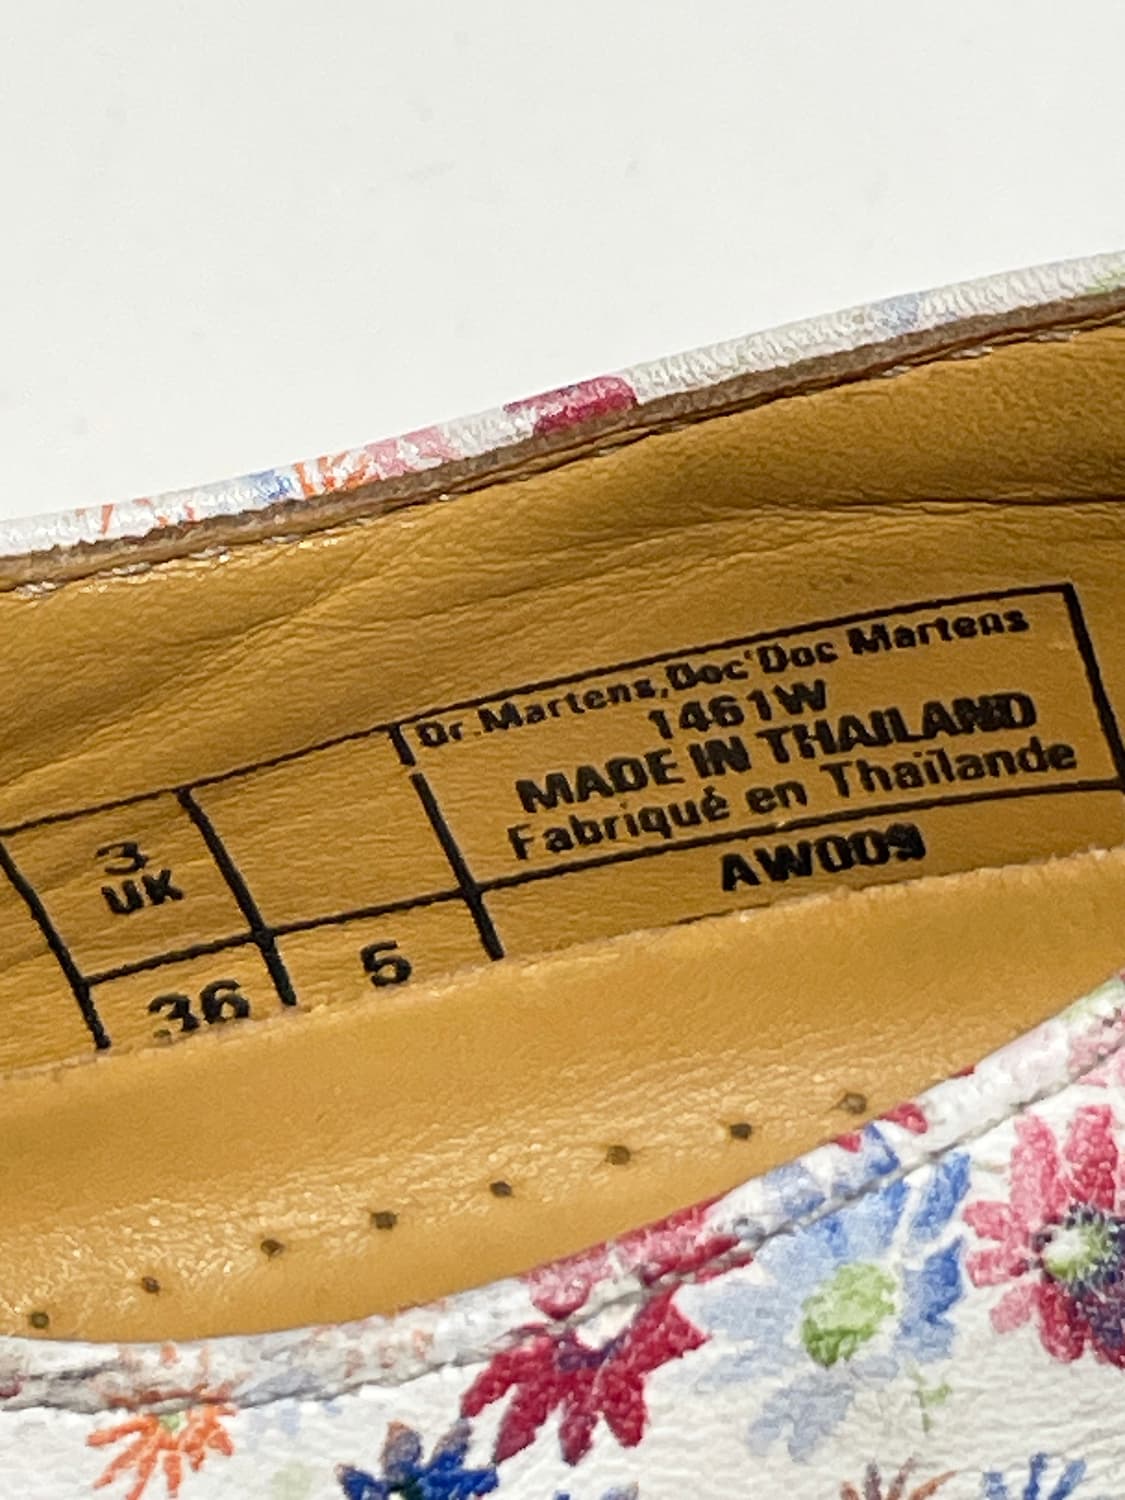 Dr.Martens,Doc'Doc Martens
1461W
MADE IN THAILAND
Fabriqué en Thaïlande
AW009
3
UK
36
5